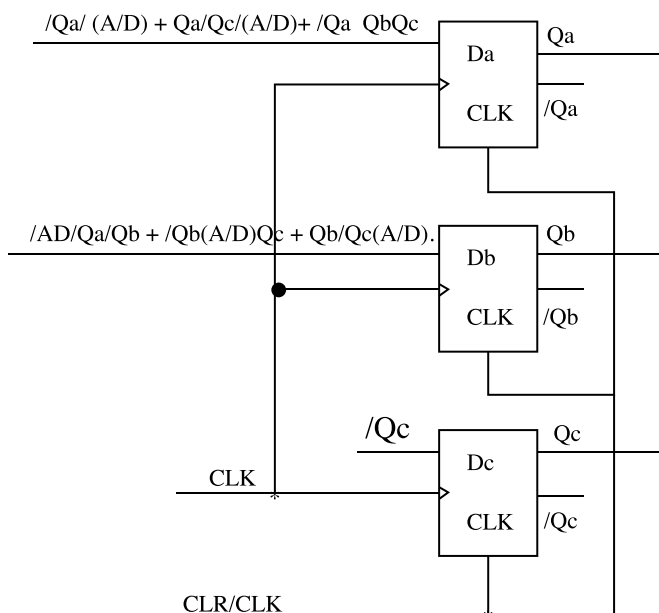 /Qa/ (A/D) + Qa/Qc/(A/D)+ /Qa QbQc
Da
Qa
CLK
/Qa
/AD/Qa/Qb + /Qb(A/D)Qc + Qb/Qc(A/D).
Db
Qb
CLK
/Qb
/Qc
Dc
Qc
CLK
CLK
/Qc
CLR/CLK